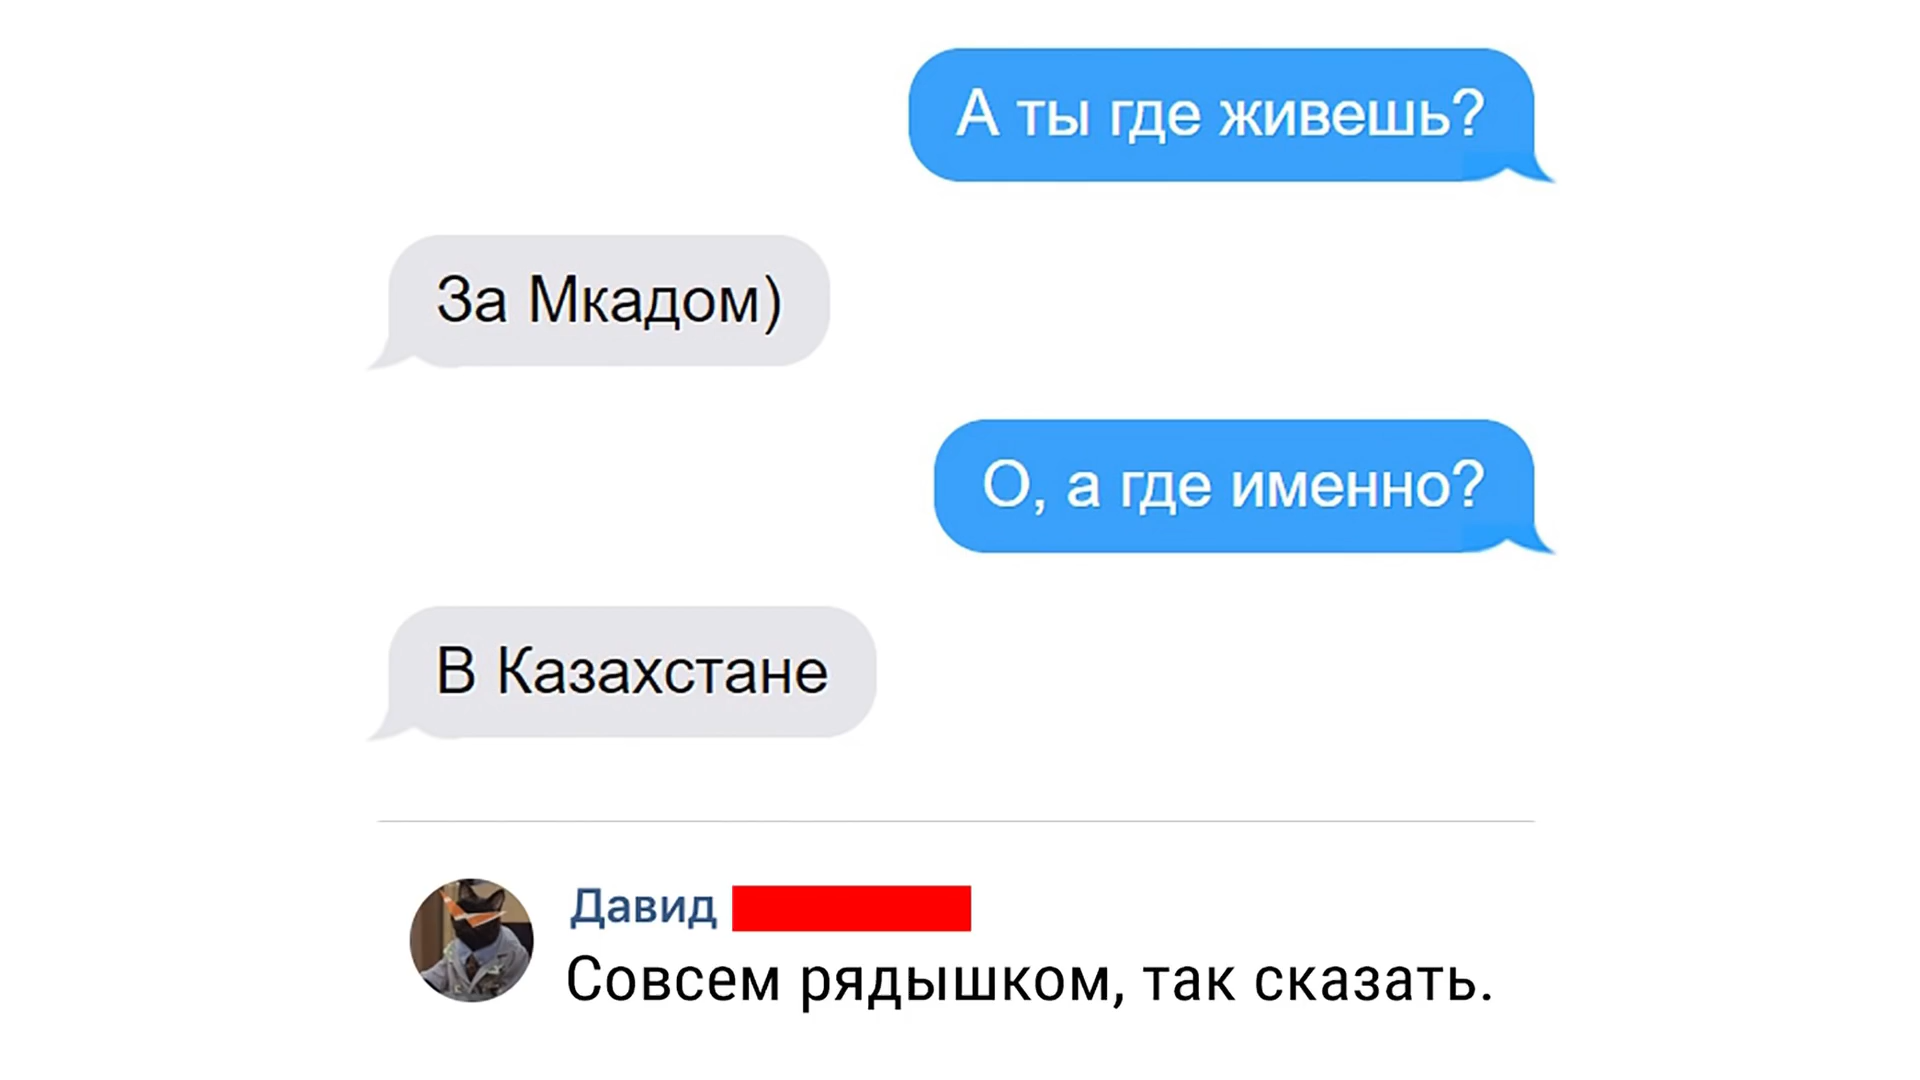 А ты где живешь?
За Мкадом)
О, а где именно?
В Казахстане
Давид
Совсем рядышком, так сказать.